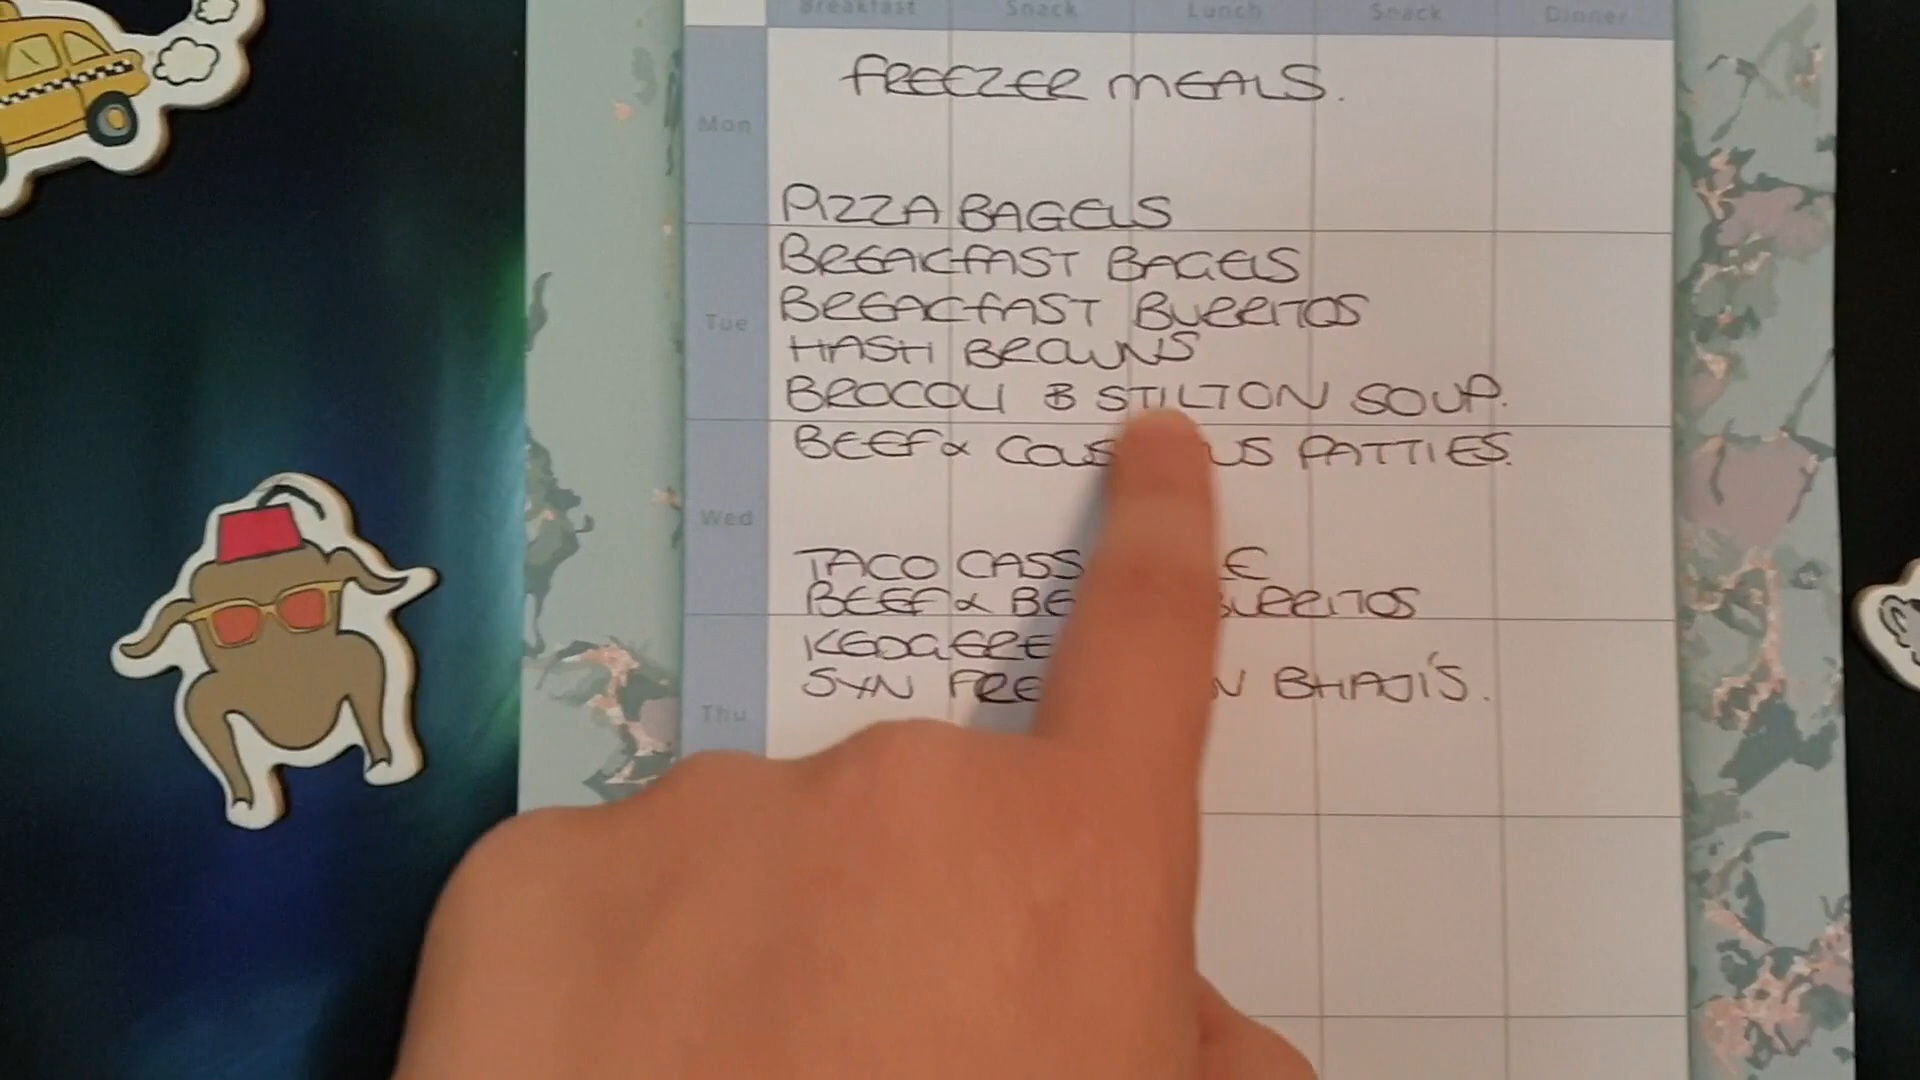 Breakfast Snack Lunch Snack Dinner
FREEZER MEALS.
Mon
PIZZA BAGELS
BREAKFAST BAGELS
BREAKFAST BURRITOS
Tue
HASH BROWNS
BROCOLI & STILTON SOUP.
BEEF & COUS US PATTIES.
Wed
TACO CASS E
BEEF & BE BURRITOS
KEDGERE
SYN FRE N BHAJI'S.
Thu